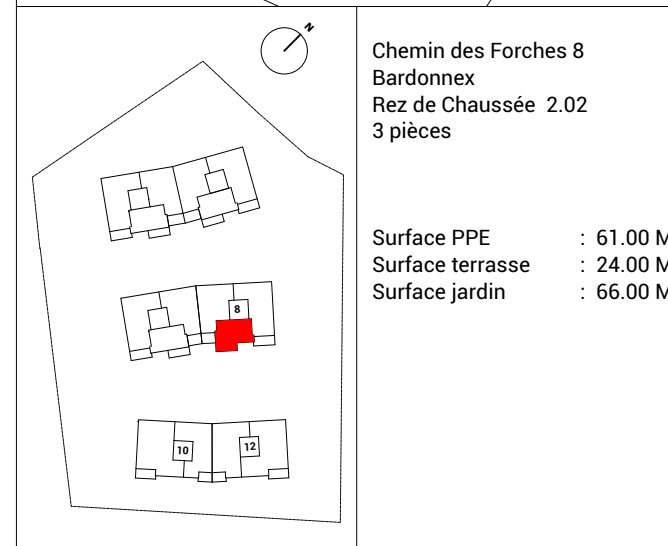 N
Chemin des Forches 8
Bardonnex
Rez de Chaussée 2.02
3 pièces
Surface PPE : 61.00 M
Surface terrasse : 24.00 M
Surface jardin : 66.00 M
8
10
12